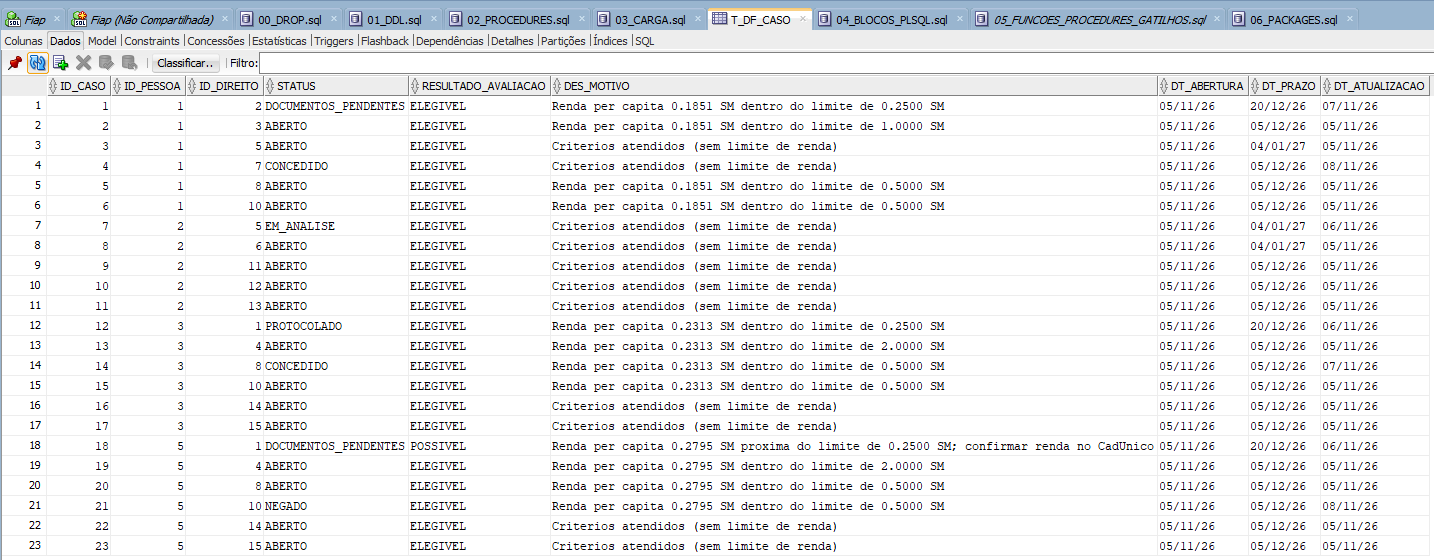 Fiap Fiap (Não Compartilhada) 00_DROP.sql 01_DDL.sql 02_PROCEDURES.sql 03_CARGA.sql T_DF_CASO 04_BLOCOS_PLSQL.sql 05_FUNCOES_PROCEDURES_GATILHOS.sql 06_PACKAGES.sql
Colunas Dados Model Constraints Concessões Estatísticas Triggers Flashback Dependências Detalhes Partições Índices SQL
Classificar.. Filtro:
ID_CASO ID_PESSOA ID_DIREITO STATUS RESULTADO_AVALIACAO DES_MOTIVO DT_ABERTURA DT_PRAZO DT_ATUALIZACAO
1 1 1 2 DOCUMENTOS_PENDENTES ELEGIVEL Renda per capita 0.1851 SM dentro do limite de 0.2500 SM 05/11/26 20/12/26 07/11/26
2 2 1 3 ABERTO ELEGIVEL Renda per capita 0.1851 SM dentro do limite de 1.0000 SM 05/11/26 05/12/26 05/11/26
3 3 1 5 ABERTO ELEGIVEL Criterios atendidos (sem limite de renda) 05/11/26 04/01/27 05/11/26
4 4 1 7 CONCEDIDO ELEGIVEL Criterios atendidos (sem limite de renda) 05/11/26 05/12/26 08/11/26
5 5 1 8 ABERTO ELEGIVEL Renda per capita 0.1851 SM dentro do limite de 0.5000 SM 05/11/26 05/12/26 05/11/26
6 6 1 10 ABERTO ELEGIVEL Renda per capita 0.1851 SM dentro do limite de 0.5000 SM 05/11/26 05/12/26 05/11/26
7 7 2 5 EM_ANALISE ELEGIVEL Criterios atendidos (sem limite de renda) 05/11/26 04/01/27 06/11/26
8 8 2 6 ABERTO ELEGIVEL Criterios atendidos (sem limite de renda) 05/11/26 04/01/27 05/11/26
9 9 2 11 ABERTO ELEGIVEL Criterios atendidos (sem limite de renda) 05/11/26 05/12/26 05/11/26
10 10 2 12 ABERTO ELEGIVEL Criterios atendidos (sem limite de renda) 05/11/26 05/12/26 05/11/26
11 11 2 13 ABERTO ELEGIVEL Criterios atendidos (sem limite de renda) 05/11/26 05/12/26 05/11/26
12 12 3 1 PROTOCOLADO ELEGIVEL Renda per capita 0.2313 SM dentro do limite de 0.2500 SM 05/11/26 20/12/26 06/11/26
13 13 3 4 ABERTO ELEGIVEL Renda per capita 0.2313 SM dentro do limite de 2.0000 SM 05/11/26 05/12/26 05/11/26
14 14 3 8 CONCEDIDO ELEGIVEL Renda per capita 0.2313 SM dentro do limite de 0.5000 SM 05/11/26 05/12/26 07/11/26
15 15 3 10 ABERTO ELEGIVEL Renda per capita 0.2313 SM dentro do limite de 0.5000 SM 05/11/26 05/12/26 05/11/26
16 16 3 14 ABERTO ELEGIVEL Criterios atendidos (sem limite de renda) 05/11/26 05/12/26 05/11/26
17 17 3 15 ABERTO ELEGIVEL Criterios atendidos (sem limite de renda) 05/11/26 05/12/26 05/11/26
18 18 5 1 DOCUMENTOS_PENDENTES POSSIVEL Renda per capita 0.2795 SM proxima do limite de 0.2500 SM; confirmar renda no CadUnico 05/11/26 20/12/26 06/11/26
19 19 5 4 ABERTO ELEGIVEL Renda per capita 0.2795 SM dentro do limite de 2.0000 SM 05/11/26 05/12/26 05/11/26
20 20 5 8 ABERTO ELEGIVEL Renda per capita 0.2795 SM dentro do limite de 0.5000 SM 05/11/26 05/12/26 05/11/26
21 21 5 10 NEGADO ELEGIVEL Renda per capita 0.2795 SM dentro do limite de 0.5000 SM 05/11/26 05/12/26 08/11/26
22 22 5 14 ABERTO ELEGIVEL Criterios atendidos (sem limite de renda) 05/11/26 05/12/26 05/11/26
23 23 5 15 ABERTO ELEGIVEL Criterios atendidos (sem limite de renda) 05/11/26 05/12/26 05/11/26